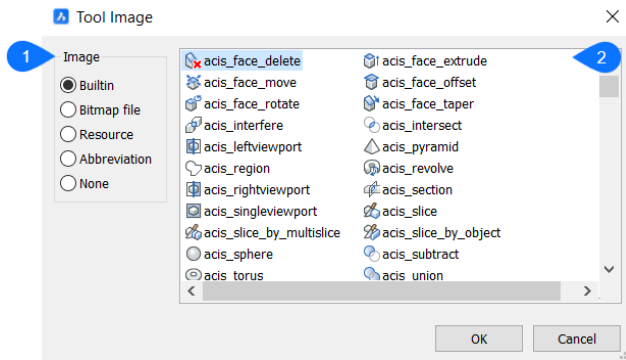 Tool Image
1
Image
Builtin
Bitmap file
Resource
Abbreviation
None
2
acis_face_delete
acis_face_extrude
acis_face_move
acis_face_offset
acis_face_rotate
acis_face_taper
acis_interfere
acis_intersect
acis_leftviewport
acis_pyramid
acis_region
acis_revolve
acis_rightviewport
acis_section
acis_singleviewport
acis_slice
acis_slice_by_multislice
acis_slice_by_object
acis_sphere
acis_subtract
acis_torus
acis_union
OK
Cancel